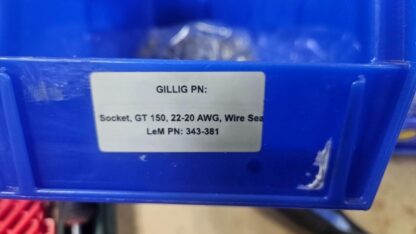 GILLIG PN:
Socket, GT 150, 22-20 AWG, Wire Sea
LeM PN: 343-381